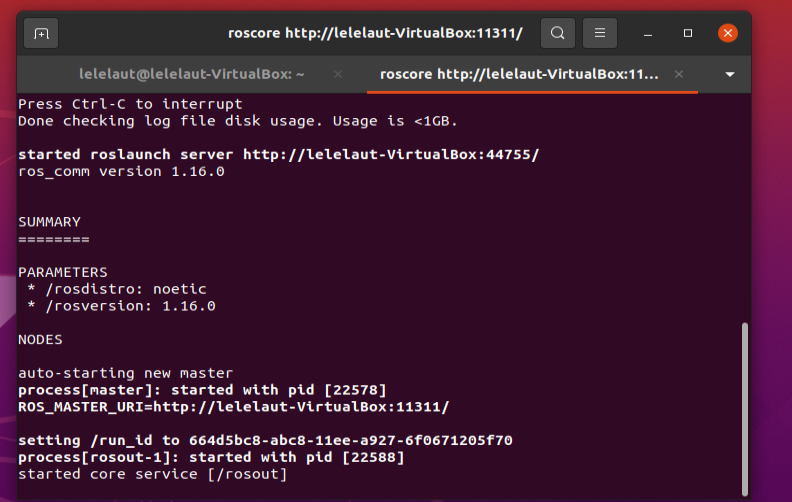 roscore http://lelelaut-VirtualBox:11311/
lelelaut@lelelaut-VirtualBox: ~
roscore http://lelelaut-VirtualBox:11...
Press Ctrl-C to interrupt
Done checking log file disk usage. Usage is <1GB.
started roslaunch server http://lelelaut-VirtualBox:44755/
ros_comm version 1.16.0
SUMMARY
========
PARAMETERS
* /rosdistro: noetic
* /rosversion: 1.16.0
NODES
auto-starting new master
process[master]: started with pid [22578]
ROS_MASTER_URI=http://lelelaut-VirtualBox:11311/
setting /run_id to 664d5bc8-abc8-11ee-a927-6f0671205f70
process[rosout-1]: started with pid [22588]
started core service [/rosout]